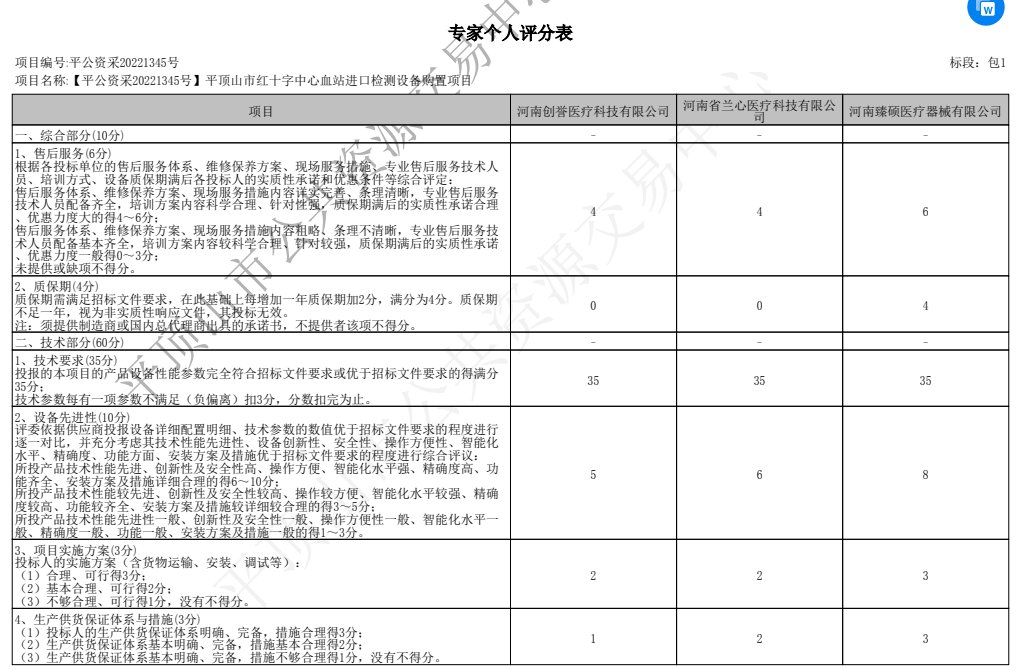 专家个人评分表
项目编号:平公资采20221345号
标段: 包1
项目名称:【平公资采20221345号】平顶山市红十字中心血站进口检测设备购置项目
项目 河南创誉医疗科技有限公司 河南省兰心医疗科技有限公司 河南臻硕医疗器械有限公司
一、综合部分(10分) - - -
1、售后服务(6分)
根据各投标单位的售后服务体系、维修保养方案、现场服务措施、专业售后服务技术人
员、培训方式、设备质保期满后各投标人的实质性承诺和优惠条件等综合评定:
售后服务体系、维修保养方案、现场服务措施内容详实完善、条理清晰，专业售后服务
技术人员配备齐全，培训方案内容科学合理、针对性强，质保期满后的实质性承诺合理
、优惠力度大的得4～6分;
售后服务体系、维修保养方案、现场服务措施内容粗略、条理不清晰，专业售后服务技
术人员配备基本齐全，培训方案内容较科学合理、针对较强，质保期满后的实质性承诺
、优惠力度一般得0～3分;
未提供或缺项不得分。
4 4 6
2、质保期(4分)
质保期需满足招标文件要求，在此基础上每增加一年质保期加2分，满分为4分。质保期
不足一年，视为非实质性响应文件，其投标无效。
注: 须提供制造商或国内总代理商出具的承诺书，不提供者该项不得分。
0 0 4
二、技术部分(60分) - - -
1、技术要求(35分)
投报的本项目的产品设备性能参数完全符合招标文件要求或优于招标文件要求的得满分
35分;
技术参数每有一项参数不满足（负偏离）扣3分，分数扣完为止。
35 35 35
2、设备先进性(10分)
评委依据供应商投报设备详细配置明细、技术参数的数值优于招标文件要求的程度进行
逐一对比，并充分考虑其技术性能先进性、设备创新性、安全性、操作方便性、智能化
水平、精确度、功能方面、安装方案及措施优于招标文件要求的程度进行综合评议:
所投产品技术性能先进、创新性及安全性高、操作方便、智能化水平强、精确度高、功
能齐全、安装方案及措施详细合理的得6～10分;
所投产品技术性能较先进、创新性及安全性较高、操作较方便、智能化水平较强、精确
度较高、功能较齐全、安装方案及措施较详细较合理的得3～5分;
所投产品技术性能先进性一般、创新性及安全性一般、操作方便性一般、智能化水平一
般、精确度一般、功能一般、安装方案及措施一般的得1～3分。
5 6 8
3、项目实施方案(3分)
投标人的实施方案（含货物运输、安装、调试等）:
（1）合理、可行得3分;
（2）基本合理、可行得2分;
（3）不够合理、可行得1分，没有不得分。
2 2 3
4、生产供货保证体系与措施(3分)
（1）投标人的生产供货保证体系明确、完备，措施合理得3分;
（2）生产供货保证体系基本明确、完备，措施基本合理得2分;
（3）生产供货保证体系基本明确、完备，措施不够合理得1分，没有不得分。
1 2 3
平顶山市公共资源交易中心
平顶山市公共资源交易中心
W